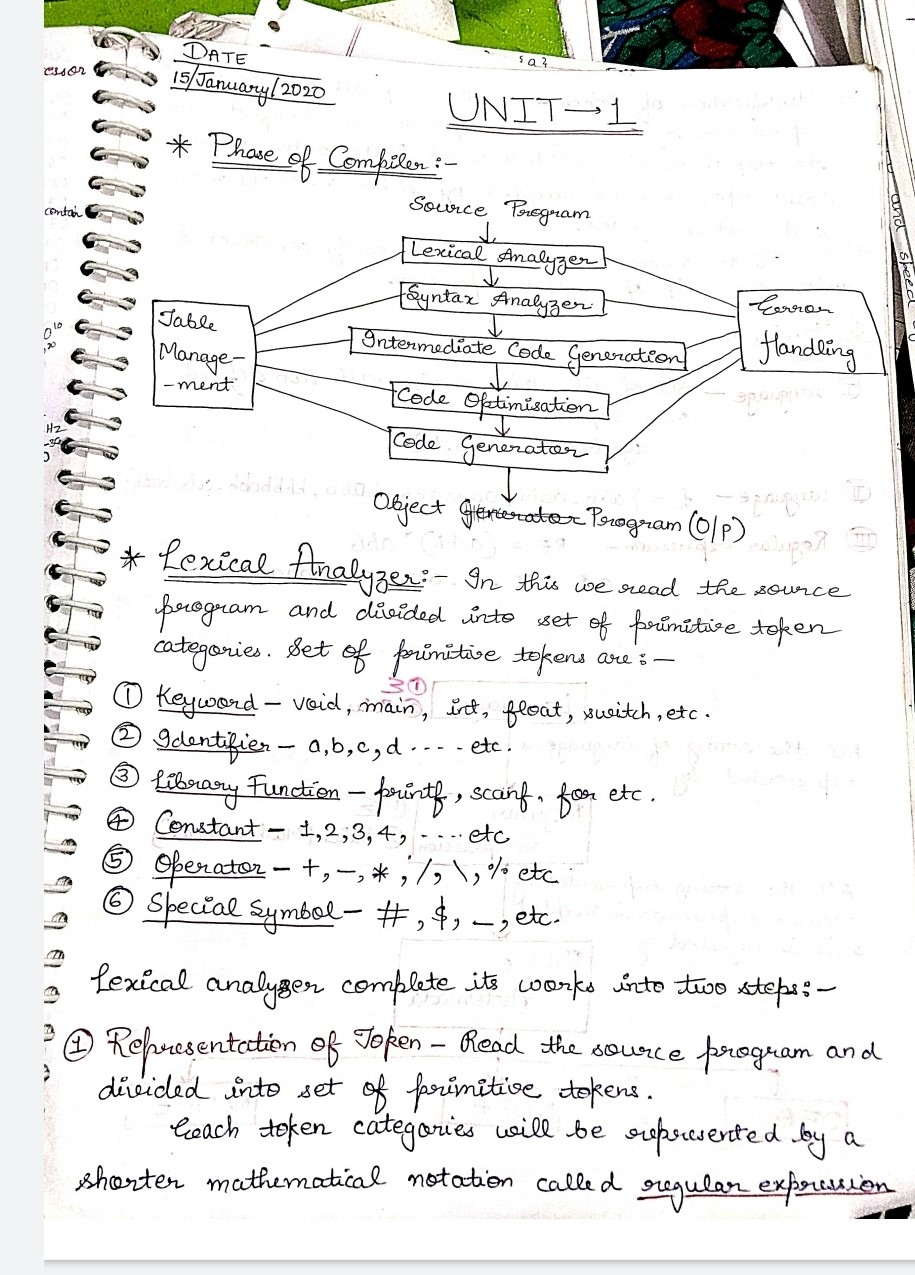 DATE
15/January/2020
UNIT → 1
* Phase of Compiler :-
Source Program
Lexical Analyzer
Syntax Analyzer
Intermediate Code Generation
Code Optimisation
Code Generator
Table
Manage-
-ment
Error
Handling
Object Generator Program (O/P)
* Lexical Analyzer:- In this we read the source
program and divided into set of primitive token
categories. Set of primitive tokens are : -
① Keyword - void, main, int, float, switch, etc.
② Identifier - a, b, c, d ..... etc.
③ Library Function - printf, scanf, for etc.
④ Constant - 1, 2, 3, 4, ..... etc
⑤ Operator - +, -, *, /, \, % etc
⑥ Special Symbol - #, $, _, etc.
Lexical analyser complete its works into two steps: -
① Representation of Token - Read the source program and
divided into set of primitive tokens.
Each token categories will be represented by a
shorter mathematical notation called regular expression